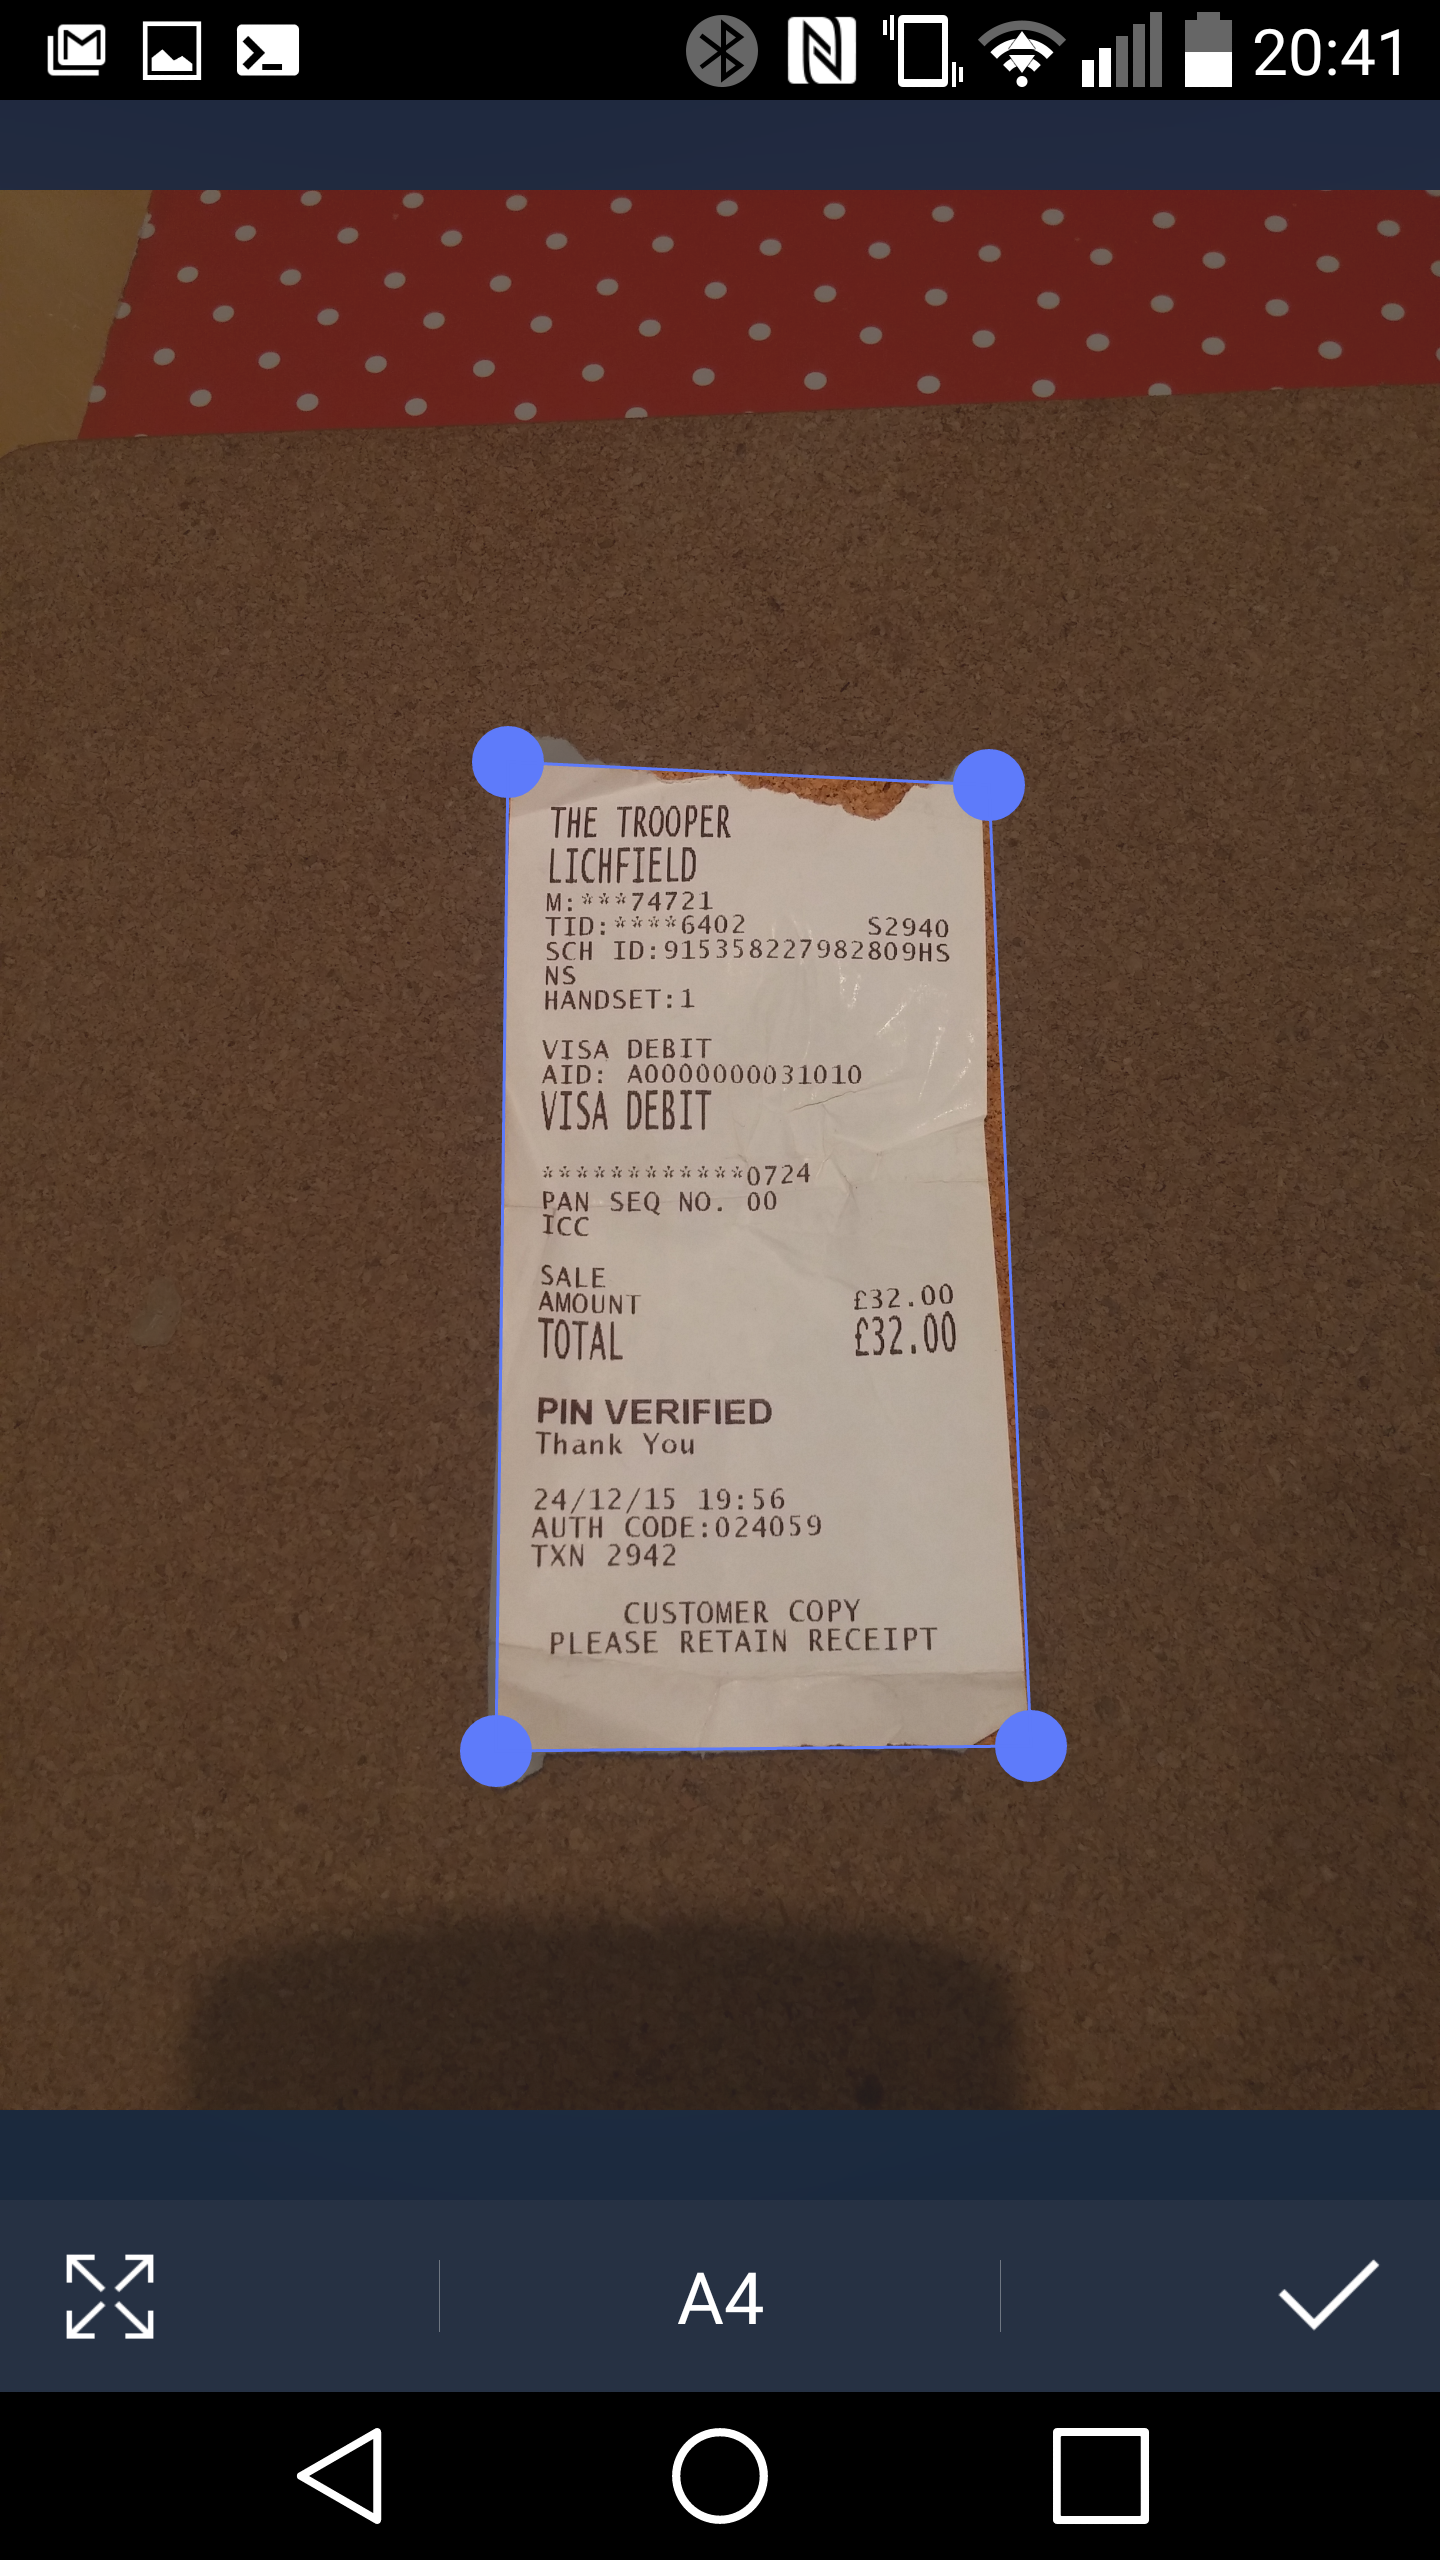 20:41
THE TROOPER
LICHFIELD
M:***74721
TID:****6402 S2940
SCH ID:915358227982809HS
NS
HANDSET:1
VISA DEBIT
AID: A0000000031010
VISA DEBIT
************0724
PAN SEQ NO. 00
ICC
SALE
AMOUNT £32.00
TOTAL £32.00
PIN VERIFIED
Thank You
24/12/15 19:56
AUTH CODE:024059
TXN 2942
CUSTOMER COPY
PLEASE RETAIN RECEIPT
A4